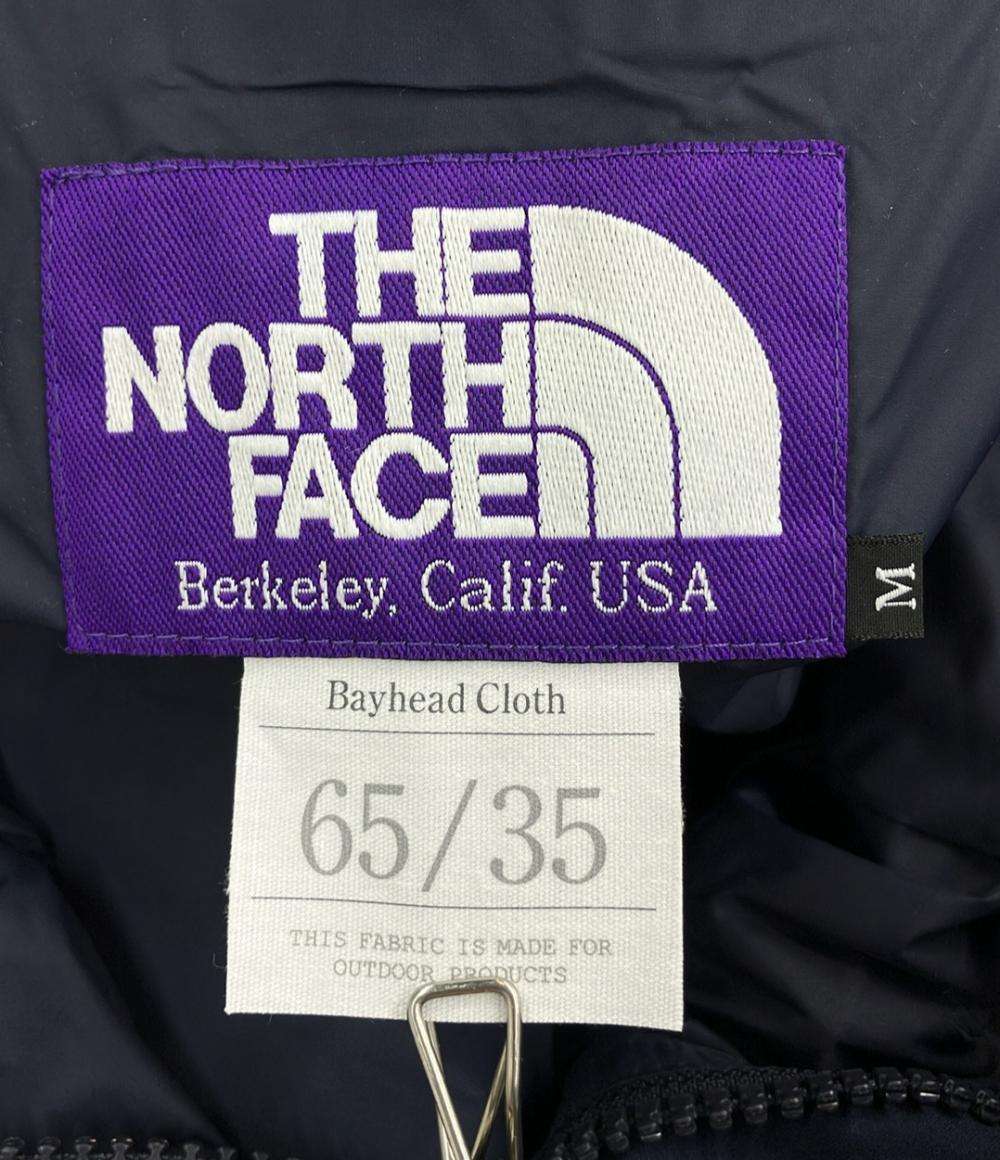 THE
NORTH
FACE
Berkeley, Calif. USA
M
Bayhead Cloth
65/35
THIS FABRIC IS MADE FOR
OUTDOOR PRODUCTS